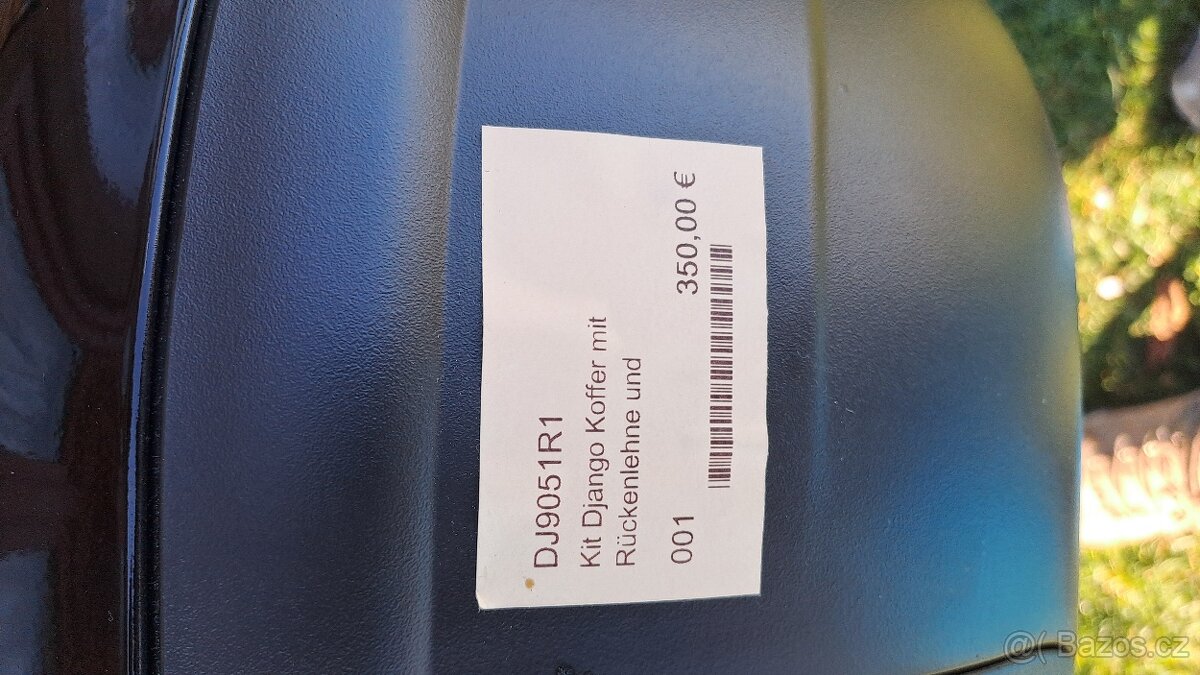 DJ9051R1
Kit Django Koffer mit
Rückenlehne und
001 350,00 €
@( Bazos.cz